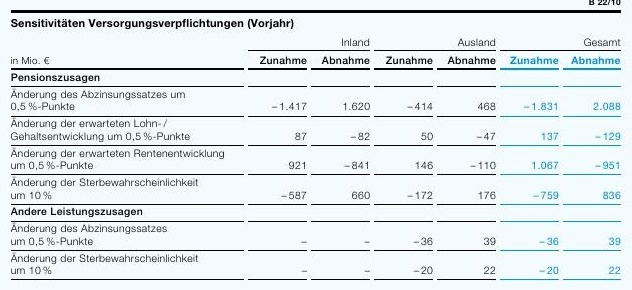 B 22/10
Sensitivitäten Versorgungsverpflichtungen (Vorjahr)
Inland Ausland Gesamt
in Mio. € Zunahme Abnahme Zunahme Abnahme Zunahme Abnahme
Pensionszusagen
Änderung des Abzinsungssatzes um
0,5 %-Punkte −1.417 1.620 −414 468 −1.831 2.088
Änderung der erwarteten Lohn-/
Gehaltsentwicklung um 0,5 %-Punkte 87 −82 50 −47 137 −129
Änderung der erwarteten Rentenentwicklung
um 0,5 %-Punkte 921 −841 146 −110 1.067 −951
Änderung der Sterbewahrscheinlichkeit
um 10 % −587 660 −172 176 −759 836
Andere Leistungszusagen
Änderung des Abzinsungssatzes
um 0,5 %-Punkte – – −36 39 −36 39
Änderung der Sterbewahrscheinlichkeit
um 10 % – – −20 22 −20 22